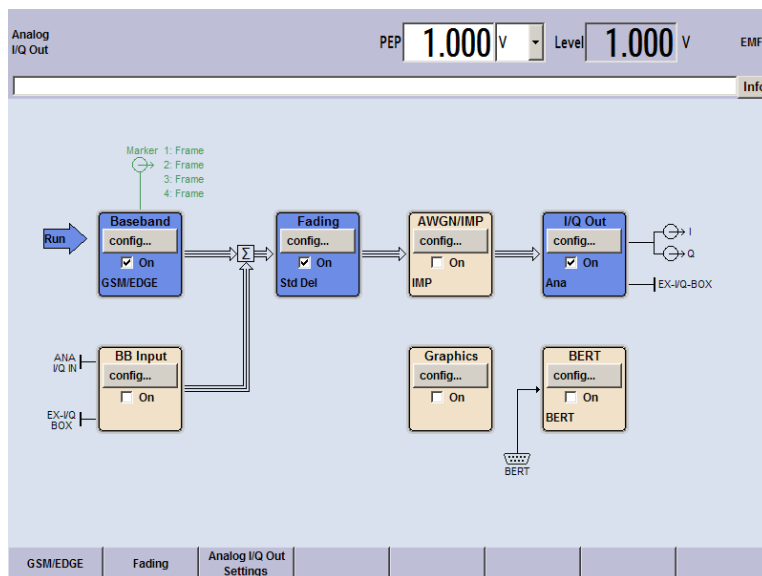 Analog
I/Q Out
PEP 1.000 V Level 1.000 V EMF
Info
Marker 1: Frame
2: Frame
3: Frame
4: Frame
Run
Baseband
config...
On
GSM/EDGE
Σ
Fading
config...
On
Std Del
AWGN/IMP
config...
On
IMP
I/Q Out
config...
On
Ana
I
Q
EX-I/Q-BOX
ANA
I/Q IN
EX-I/Q
BOX
BB Input
config...
On
Graphics
config...
On
BERT
config...
On
BERT
BERT
GSM/EDGE
Fading
Analog I/Q Out
Settings